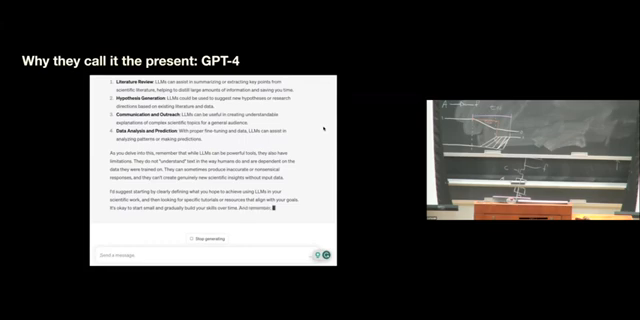 Why they call it the present: GPT-4
1. Literature Review: LLMs can assist in summarizing or extracting key points from
scientific literature, helping to distill large amounts of information and saving you time.
2. Hypothesis Generation: LLMs could be used to suggest new hypotheses or research
directions based on existing literature and data.
3. Communication and Outreach: LLMs can be useful in creating understandable
explanations of complex scientific topics for a general audience.
4. Data Analysis and Prediction: With proper fine-tuning and data, LLMs can assist in
analyzing patterns or making predictions.
As you delve into this, remember that while LLMs can be powerful tools, they also have
limitations. They do not "understand" text in the way humans do and are dependent on
the data they were trained on. They can sometimes produce inaccurate or nonsensical
responses, and they can't create genuinely new scientific insights without input data.
I'd suggest starting by clearly defining what you hope to achieve using LLMs in your
scientific work, and then looking for specific tutorials or resources that align with your goals.
It's okay to start small and gradually build your skills over time. And remember,
Stop generating
Send a message.